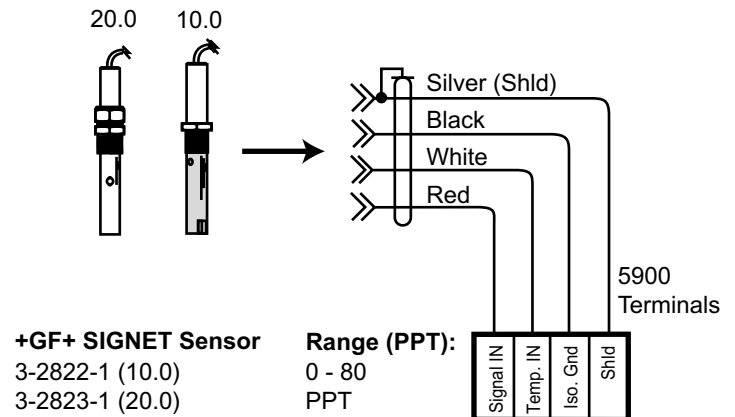 20.0 10.0
Silver (Shld)
Black
White
Red
5900
Terminals
+GF+ SIGNET Sensor Range (PPT):
3-2822-1 (10.0) 0 - 80
3-2823-1 (20.0) PPT
Signal IN
Temp. IN
Iso. Gnd
Shld